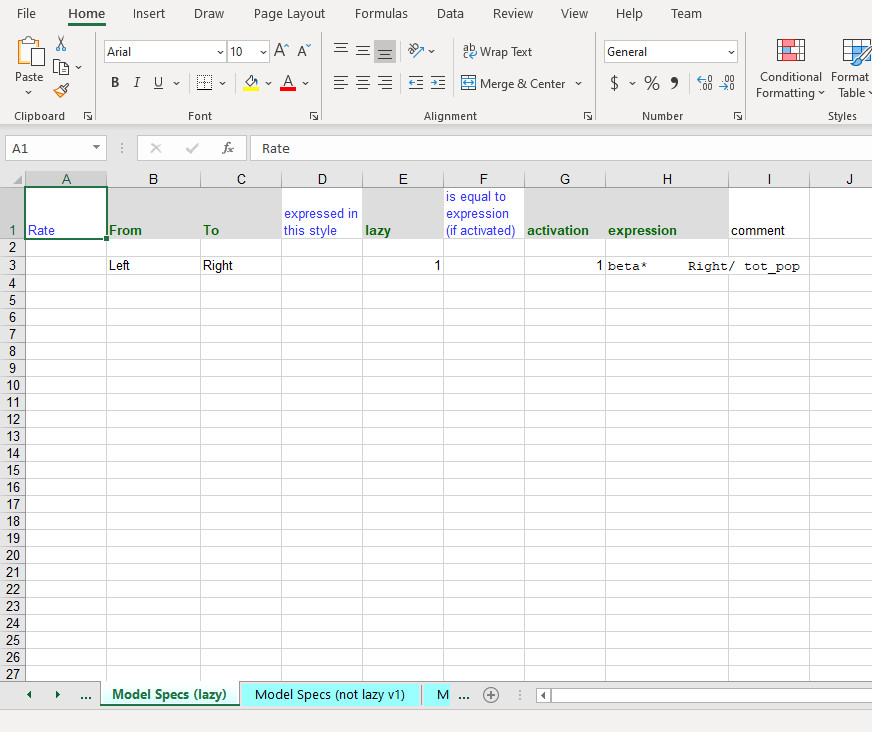 File Home Insert Draw Page Layout Formulas Data Review View Help Team
Arial 10 A A Wrap Text General
Paste B I U A Merge & Center $ % Conditional Formatting Format Table
Clipboard Font Alignment Number Styles
A1 fx Rate
A B C D E F G H I J
1 Rate From To expressed in this style lazy is equal to expression (if activated) activation expression comment
2
3 Left Right 1 1 beta* Right/ tot_pop
4
5
6
7
8
9
10
11
12
13
14
15
16
17
18
19
20
21
22
23
24
25
26
27
... Model Specs (lazy) Model Specs (not lazy v1) M ...